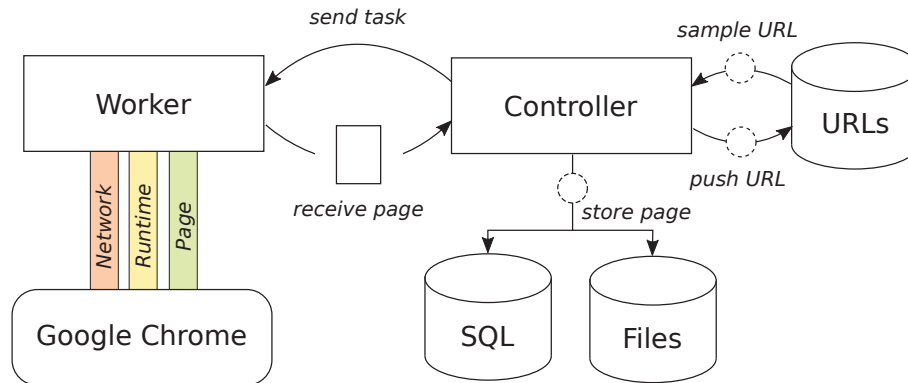 send task
sample URL
Worker
Controller
URLs
receive page
push URL
Network
Runtime
Page
store page
Google Chrome
SQL
Files